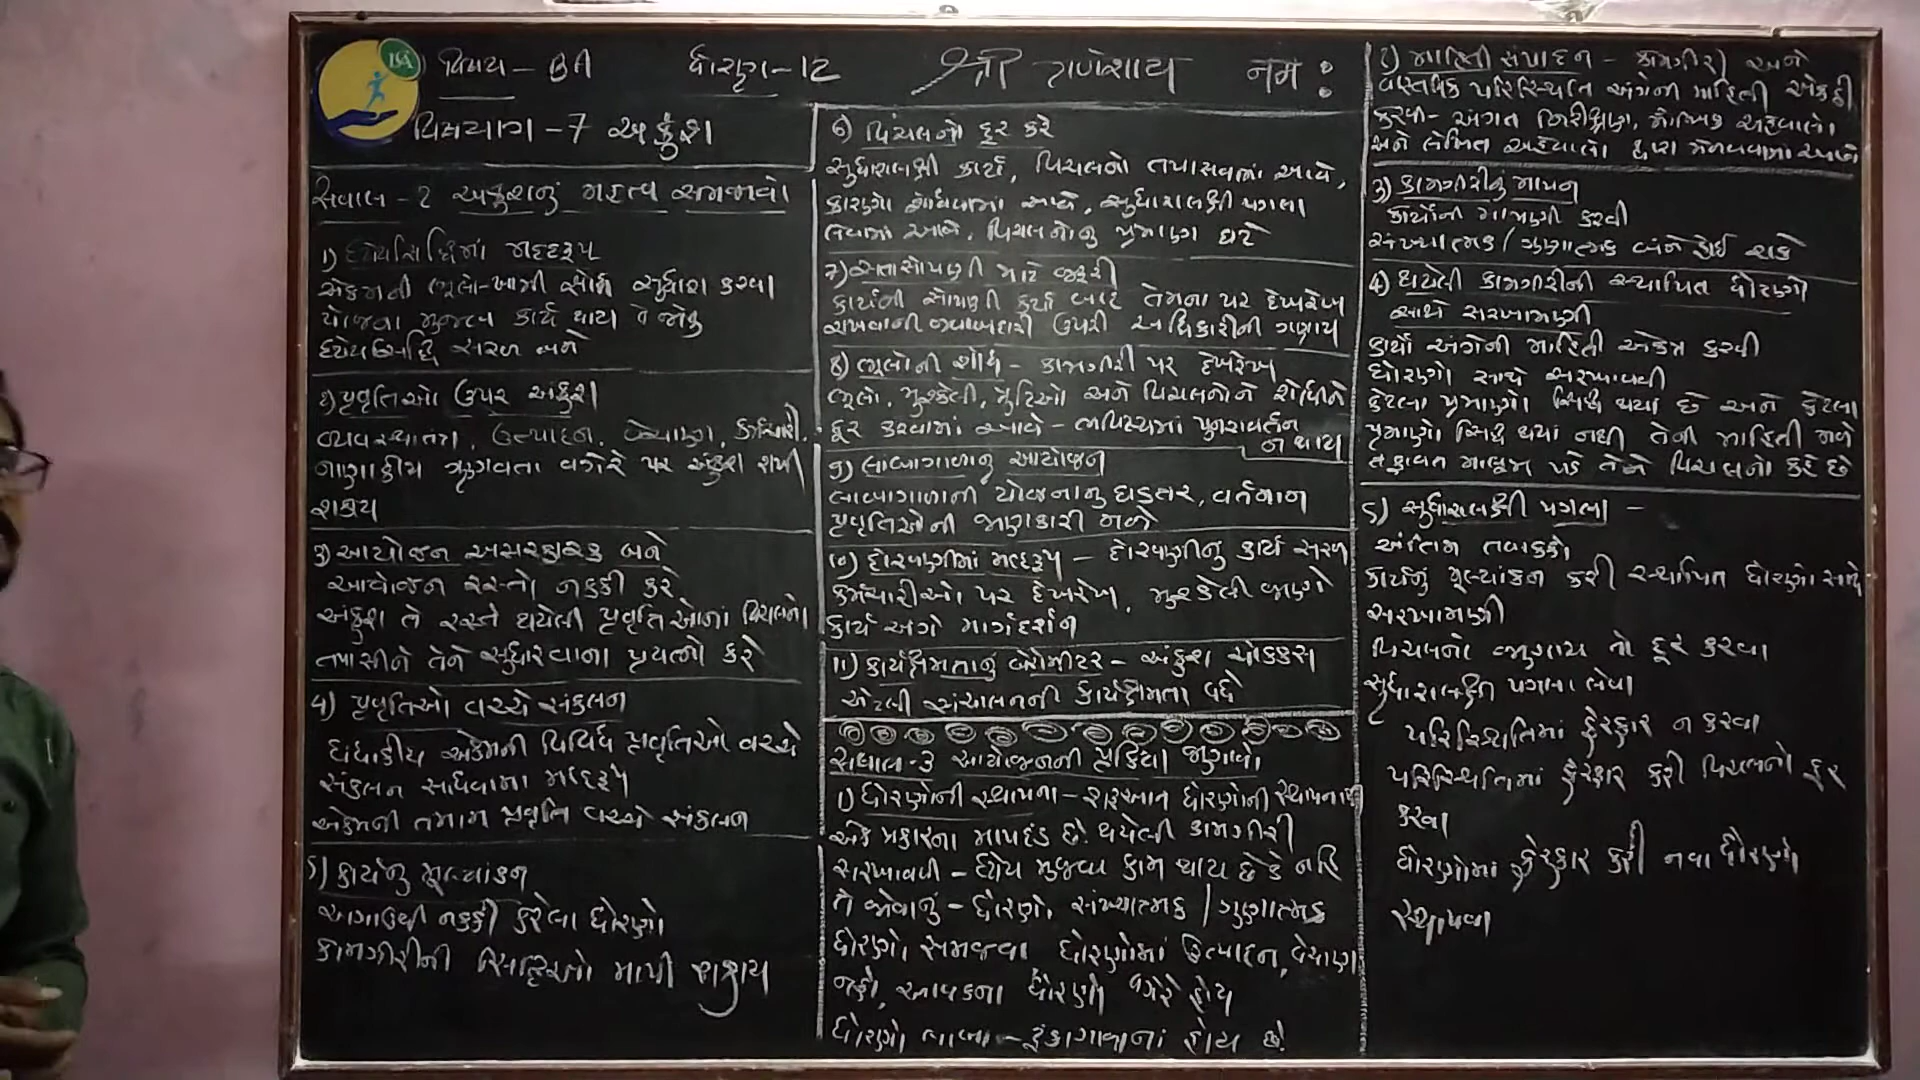 વિષય - BA ધોરણ - 12 શ્રી ગણેશાય નમઃ
વિભાગ - 7 અંકુશ
સવાલ - 2 અંકુશનું મહત્વ સમજાવો
1) ધ્યેયસિદ્ધિમાં મદદરૂપ
એકમની ભૂલો-ખામી શોધી સુધારા કરવા
યોજના મુજબ કાર્ય થાય તે જોવું
ધ્યેયસિદ્ધિ સરળ બને
2) પ્રવૃતિઓ ઉપર અંકુશ
વ્યવસ્થાતંત્ર, ઉત્પાદન, વેચાણ, કર્મચારી,
નાણાકીય ગુણવતા વગેરે પર અંકુશ રાખી
શકાય
3) આયોજન અસરકારક બને
આયોજન રસ્તો નક્કી કરે
અંકુશ તે રસ્તે થયેલી પ્રવૃતિઓનાં વિચલનો
તપાસીને તેને સુધારવાના પ્રયત્નો કરે
4) પ્રવૃતિઓ વચ્ચે સંકલન
ધંધાકીય એકમની વિવિધ પ્રવૃતિઓ વચ્ચે
સંકલન સાધવામા મદદરૂપ
એકમની તમામ પ્રવૃતિ વચ્ચે સંકલન
5) કાર્યનું મૂલ્યાંકન
અગાઉથી નક્કી કરેલા ધોરણો
કામગીરીની સિદ્ધિઓ માપી શકાય
6) વિચલનો દૂર કરે
સુધારાલક્ષી કાર્ય, વિચલનો તપાસવામાં આવે,
કારણો શોધવામાં આવે, સુધારાલક્ષી પગલા
લેવામાં આવે. વિચલનોનું પ્રમાણ ઘટે
7) સતા સોંપણી માટે જરૂરી
કાર્યની સોંપણી કર્યા બાદ તેમના પર દેખરેખ
રાખવાની જવાબદારી ઉપરી અધિકારીની ગણાય
8) ભૂલોની શોધ - કામગીરી પર દેખરેખ
ભૂલો, મુશ્કેલી, ત્રુટિઓ અને વિચલનોને શોધીને
દૂર કરવામાં આવે - ભવિષ્યમાં પુનરાવર્તન
ન થાય
9) લાંબાગાળાનું આયોજન
લાંબાગાળાની યોજનાનું ઘડતર, વર્તમાન
પ્રવૃતિઓની જાણકારી મળે
10) દોરવણીમાં મદદરૂપ - દોરવણીનું કાર્ય સરળ
કર્મચારીઓ પર દેખરેખ, મુશ્કેલી જાણે
કાર્ય અંગે માર્ગદર્શન
11) કાર્યક્ષમતાનું બેરોમીટર - અંકુશ ચોક્કસ
એટલી સંચાલનની કાર્યક્ષમતા વધે
સવાલ-3 આયોજનની પ્રક્રિયા જણાવો
1) ધોરણોની સ્થાપના - શરૂઆત ધોરણોની સ્થાપનાથી
એક પ્રકારના માપદંડ છે. થયેલી કામગીરી
સરખાવવી - ધ્યેય મુજબ કામ થાય છે કે નહિ
તે જોવાનું - ધોરણો સંખ્યાત્મક / ગુણાત્મક
ધોરણો સમજવા ધોરણોમાં ઉત્પાદન, વેચાણ
નફો, આવકના ધોરણો વગેરે હોય
ધોરણો લાંબા - ટૂંકાગાળાનાં હોય છે.
2) માહિતી સંપાદન - કામગીરી અને
વાસ્તવિક પરિસ્થિતિ અંગેની માહિતી એકઠી
કરવી - અંગત નિરીક્ષણ, મૌખિક અહેવાલો
અને લેખિત અહેવાલો દ્વારા મેળવવામાં આવે
3) કામગીરીનું માપન
કાર્યોની માપણી કરવી
સંખ્યાત્મક / ગુણાત્મક બંને હોઈ શકે
4) થયેલી કામગીરીની સ્થાપિત ધોરણો
સાથે સરખામણી
કાર્યો અંગેની માહિતી એકત્ર કરવી
ધોરણો સાથે સરખાવવી
કેટલા પ્રમાણો સિદ્ધ થયાં છે અને કેટલા
પ્રમાણો સિદ્ધ થયાં નથી તેની માહિતી મળે
તફાવત માલૂમ પડે તેને વિચલનો કહે છે
5) સુધારાલક્ષી પગલા -
અંતિમ તબક્કો
કાર્યનું મૂલ્યાંકન કરી સ્થાપિત ધોરણો સાથે
સરખામણી
વિચલનો જણાય તો દૂર કરવા
સુધારાલક્ષી પગલા લેવા
પરિસ્થિતિમાં ફેરફાર ન કરવા
પરિસ્થિતિમાં ફેરફાર કરી વિચલનો દૂર
કરવા
ધોરણોમાં ફેરફાર કરી નવા ધોરણો
સ્થાપવા